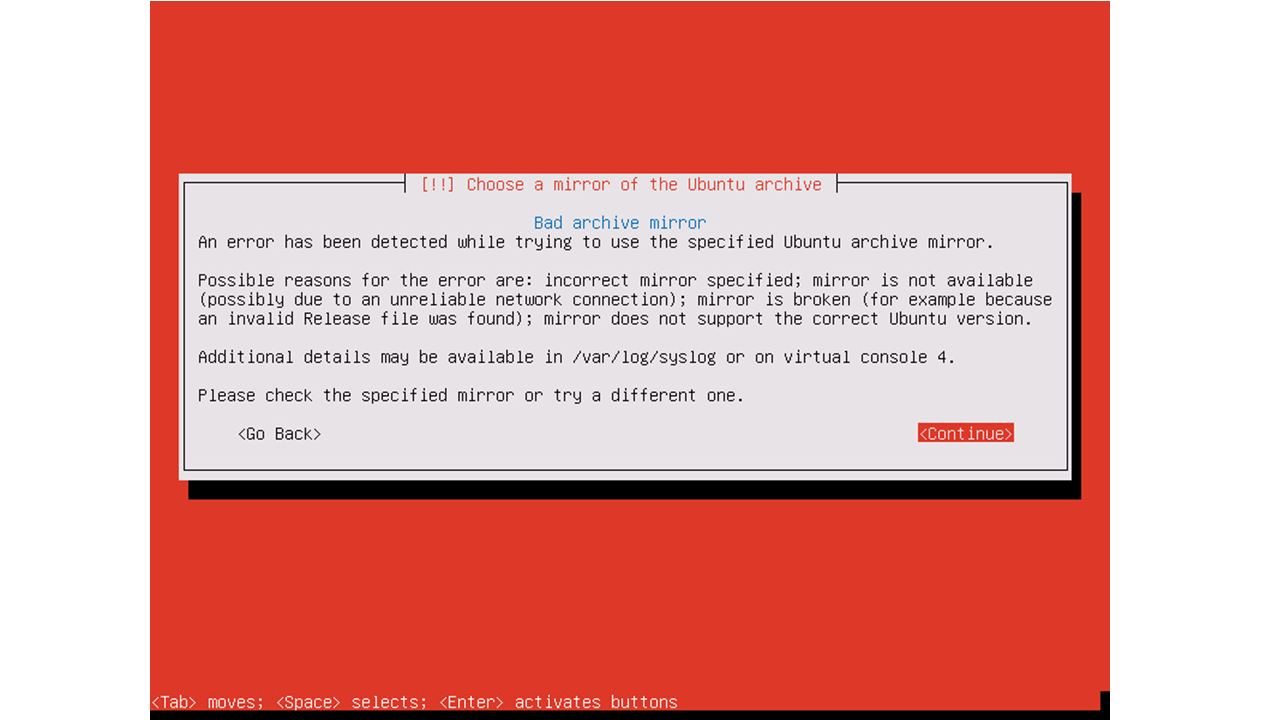 [!!] Choose a mirror of the Ubuntu archive
Bad archive mirror
An error has been detected while trying to use the specified Ubuntu archive mirror.
Possible reasons for the error are: incorrect mirror specified; mirror is not available
(possibly due to an unreliable network connection); mirror is broken (for example because
an invalid Release file was found); mirror does not support the correct Ubuntu version.
Additional details may be available in /var/log/syslog or on virtual console 4.
Please check the specified mirror or try a different one.
<Go Back> <Continue>
<Tab> moves; <Space> selects; <Enter> activates buttons